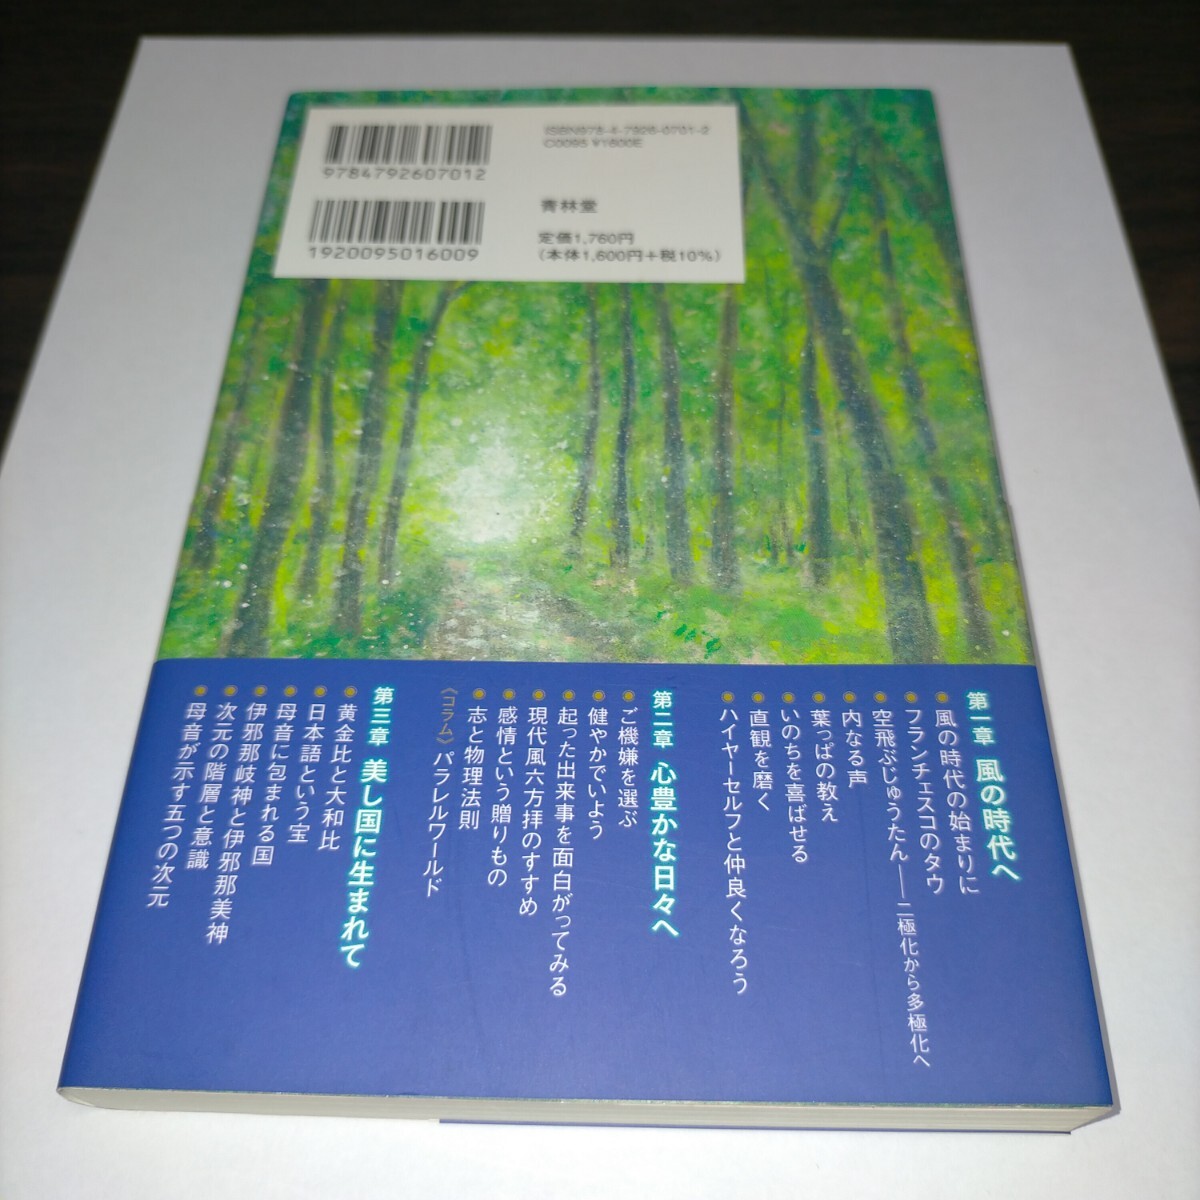 9784792607012
1920095016009
ISBN978-4-7926-0701-2
C0095 ¥1600E
青林堂
定価1,760円
(本体1,600円+税10%)
第一章 風の時代へ
風の時代の始まりに
フランチェスコのタウ
空飛ぶじゅうたん——二極化から多極化へ
内なる声
葉っぱの教え
いのちを喜ばせる
直観を磨く
ハイヤーセルフと仲良くなろう
第二章 心豊かな日々へ
ご機嫌を選ぶ
健やかでいよう
起った出来事を面白がってみる
現代風六方拝のすすめ
感情という贈りもの
志と物理法則
〈コラム〉パラレルワールド
第三章 美し国に生まれて
黄金比と大和比
日本語という宝
母音に包まれる国
伊邪那岐神と伊邪那美神
次元の階層と意識
母音が示す五つの次元